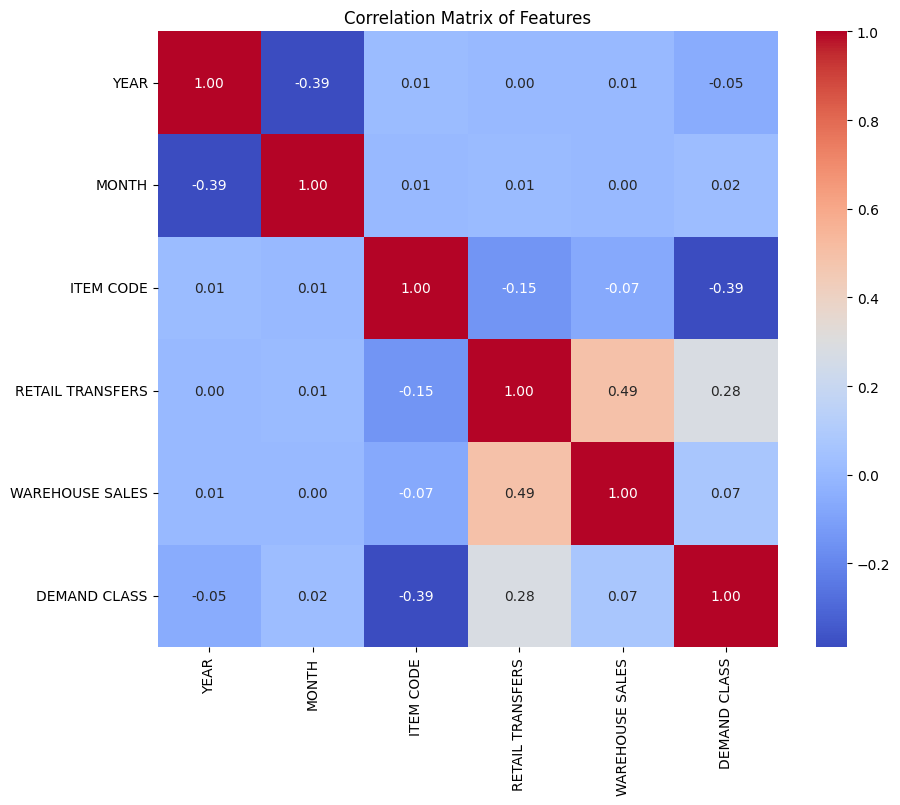 Correlation Matrix of Features
YEAR 1.00 -0.39 0.01 0.00 0.01 -0.05
MONTH -0.39 1.00 0.01 0.01 0.00 0.02
ITEM CODE 0.01 0.01 1.00 -0.15 -0.07 -0.39
RETAIL TRANSFERS 0.00 0.01 -0.15 1.00 0.49 0.28
WAREHOUSE SALES 0.01 0.00 -0.07 0.49 1.00 0.07
DEMAND CLASS -0.05 0.02 -0.39 0.28 0.07 1.00
YEAR
MONTH
ITEM CODE
RETAIL TRANSFERS
WAREHOUSE SALES
DEMAND CLASS
1.0
0.8
0.6
0.4
0.2
0.0
−0.2